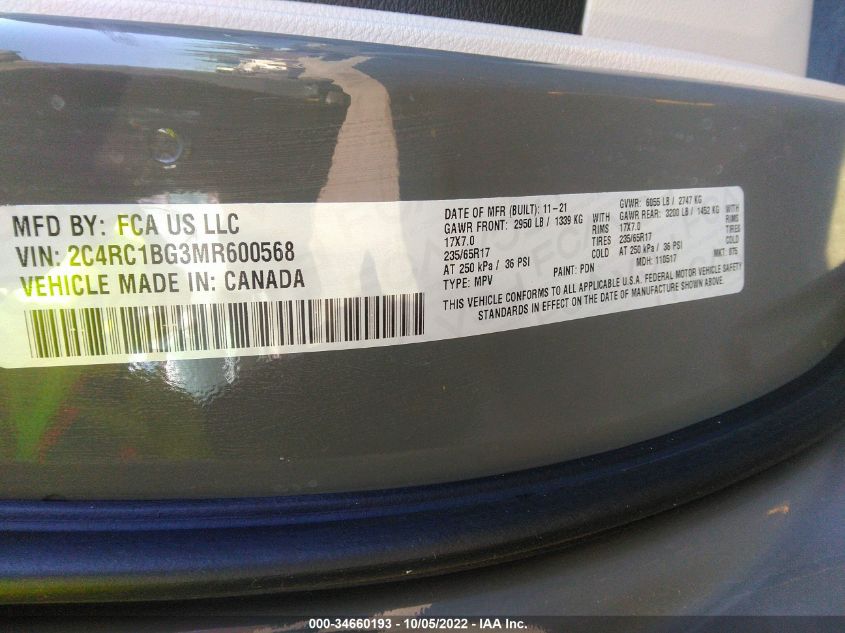 MFD BY: FCA US LLC
VIN: 2C4RC1BG3MR600568
VEHICLE MADE IN: CANADA
DATE OF MFR (BUILT): 11-21 GVWR: 6055 LB / 2747 KG
GAWR FRONT: 2950 LB / 1339 KG WITH GAWR REAR: 3200 LB / 1452 KG WITH
17X7.0 RIMS 17X7.0 RIMS
235/65R17 TIRES 235/65R17 TIRES
AT 250 kPa / 36 PSI COLD AT 250 kPa / 36 PSI COLD
TYPE: MPV PAINT: PDN MDH: 110517 MKT: 875
THIS VEHICLE CONFORMS TO ALL APPLICABLE U.S.A. FEDERAL MOTOR VEHICLE SAFETY
STANDARDS IN EFFECT ON THE DATE OF MANUFACTURE SHOWN ABOVE.
000-34660193 - 10/05/2022 - IAA Inc.